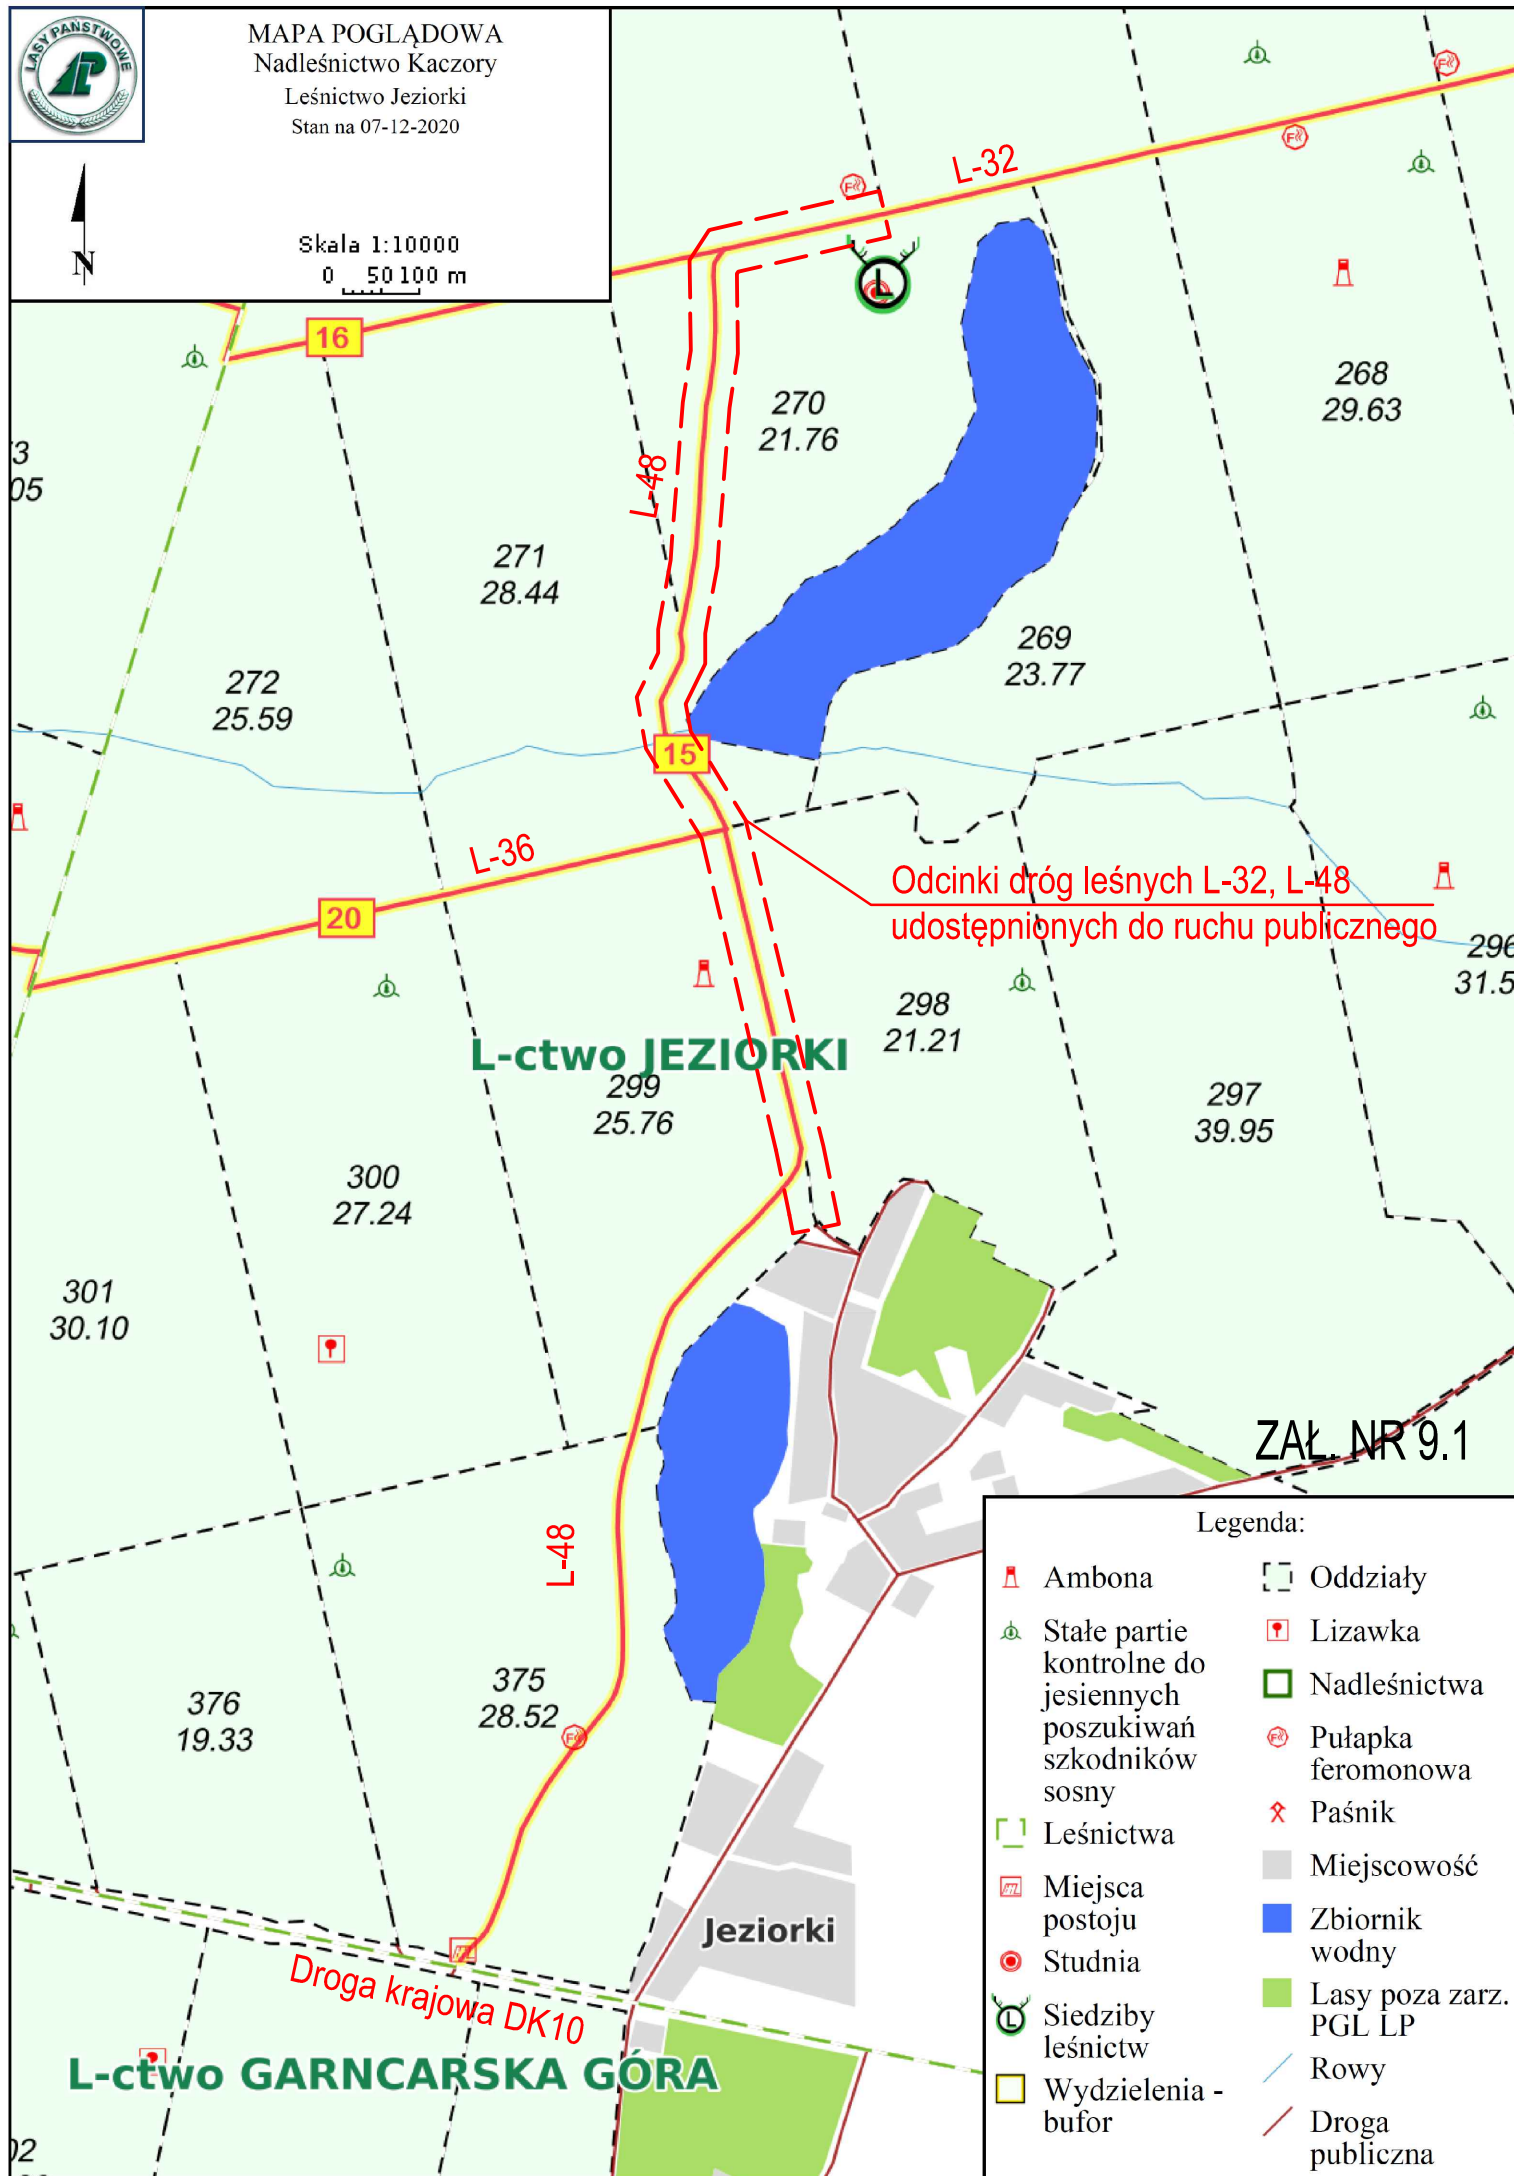 LASY PAŃSTWOWE
MAPA POGLĄDOWA
Nadleśnictwo Kaczory
Leśnictwo Jeziorki
Stan na 07-12-2020
N
Skala 1:10000
0 50 100 m
L-32
16
268
29.63
270
21.76
L-48
3
05
271
28.44
269
23.77
272
25.59
15
L-36
Odcinki dróg leśnych L-32, L-48
udostępnionych do ruchu publicznego
20
296
31.5
298
21.21
L-ctwo JEZIORKI
299
25.76
297
39.95
300
27.24
301
30.10
ZAŁ. NR 9.1
L-48
375
28.52
376
19.33
Jeziorki
Droga krajowa DK10
L-ctwo GARNCARSKA GÓRA
02
Legenda:
Ambona
Stałe partie
kontrolne do
jesiennych
poszukiwań
szkodników
sosny
Leśnictwa
Miejsca
postoju
Studnia
Siedziby
leśnictw
Wydzielenia -
bufor
Oddziały
Lizawka
Nadleśnictwa
Pułapka
feromonowa
Paśnik
Miejscowość
Zbiornik
wodny
Lasy poza zarz.
PGL LP
Rowy
Droga
publiczna